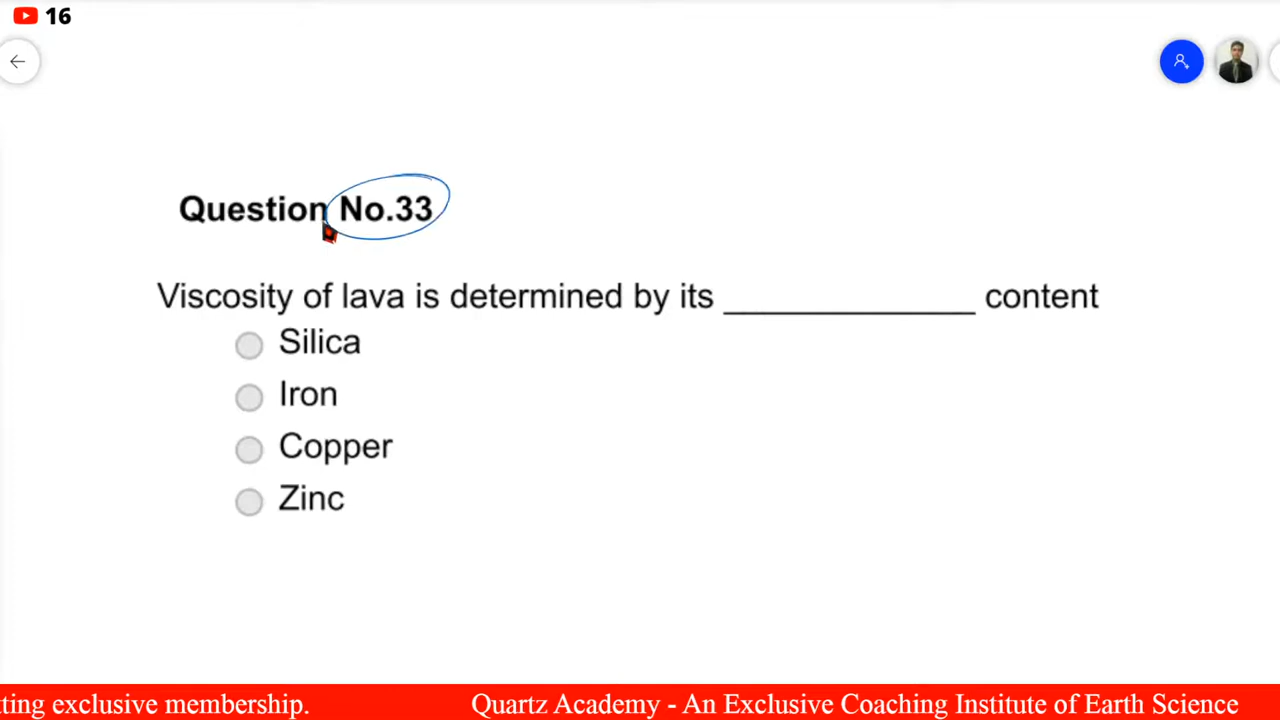 16
Question No.33
Viscosity of lava is determined by its _______________ content
Silica
Iron
Copper
Zinc
ting exclusive membership. Quartz Academy - An Exclusive Coaching Institute of Earth Science